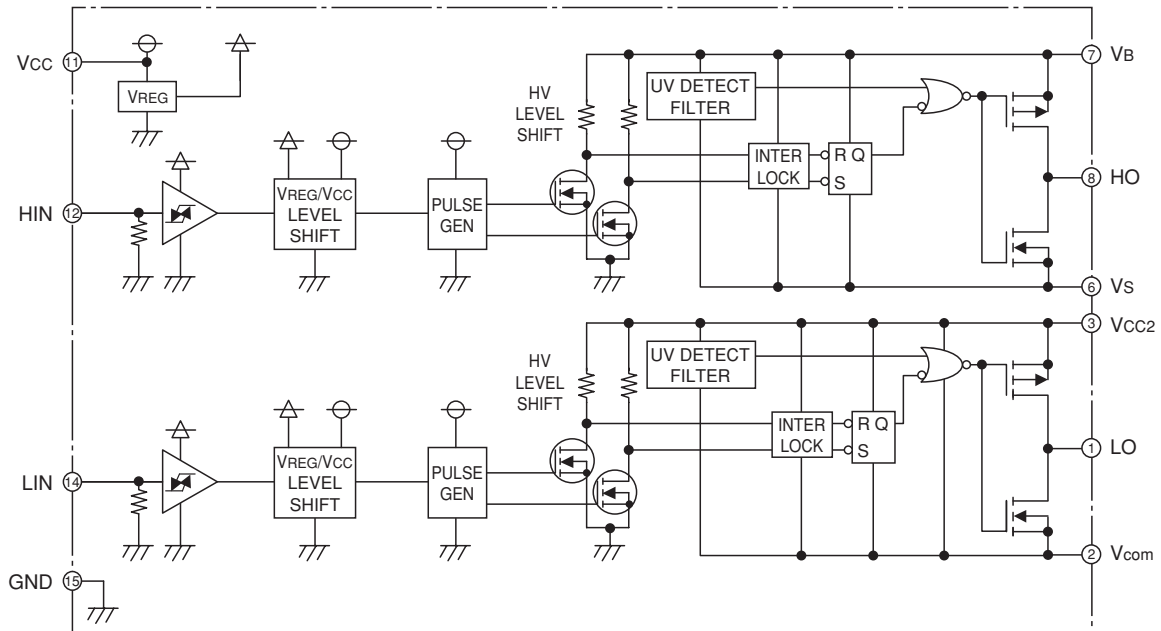 VCC
11
VREG
HIN
12
VREG/VCC
LEVEL
SHIFT
PULSE
GEN
HV
LEVEL
SHIFT
UV DETECT
FILTER
INTER
LOCK
R Q
S
7
VB
8
HO
6
VS
LIN
14
VREG/VCC
LEVEL
SHIFT
PULSE
GEN
HV
LEVEL
SHIFT
UV DETECT
FILTER
INTER
LOCK
R Q
S
3
VCC2
1
LO
2
Vcom
GND
15